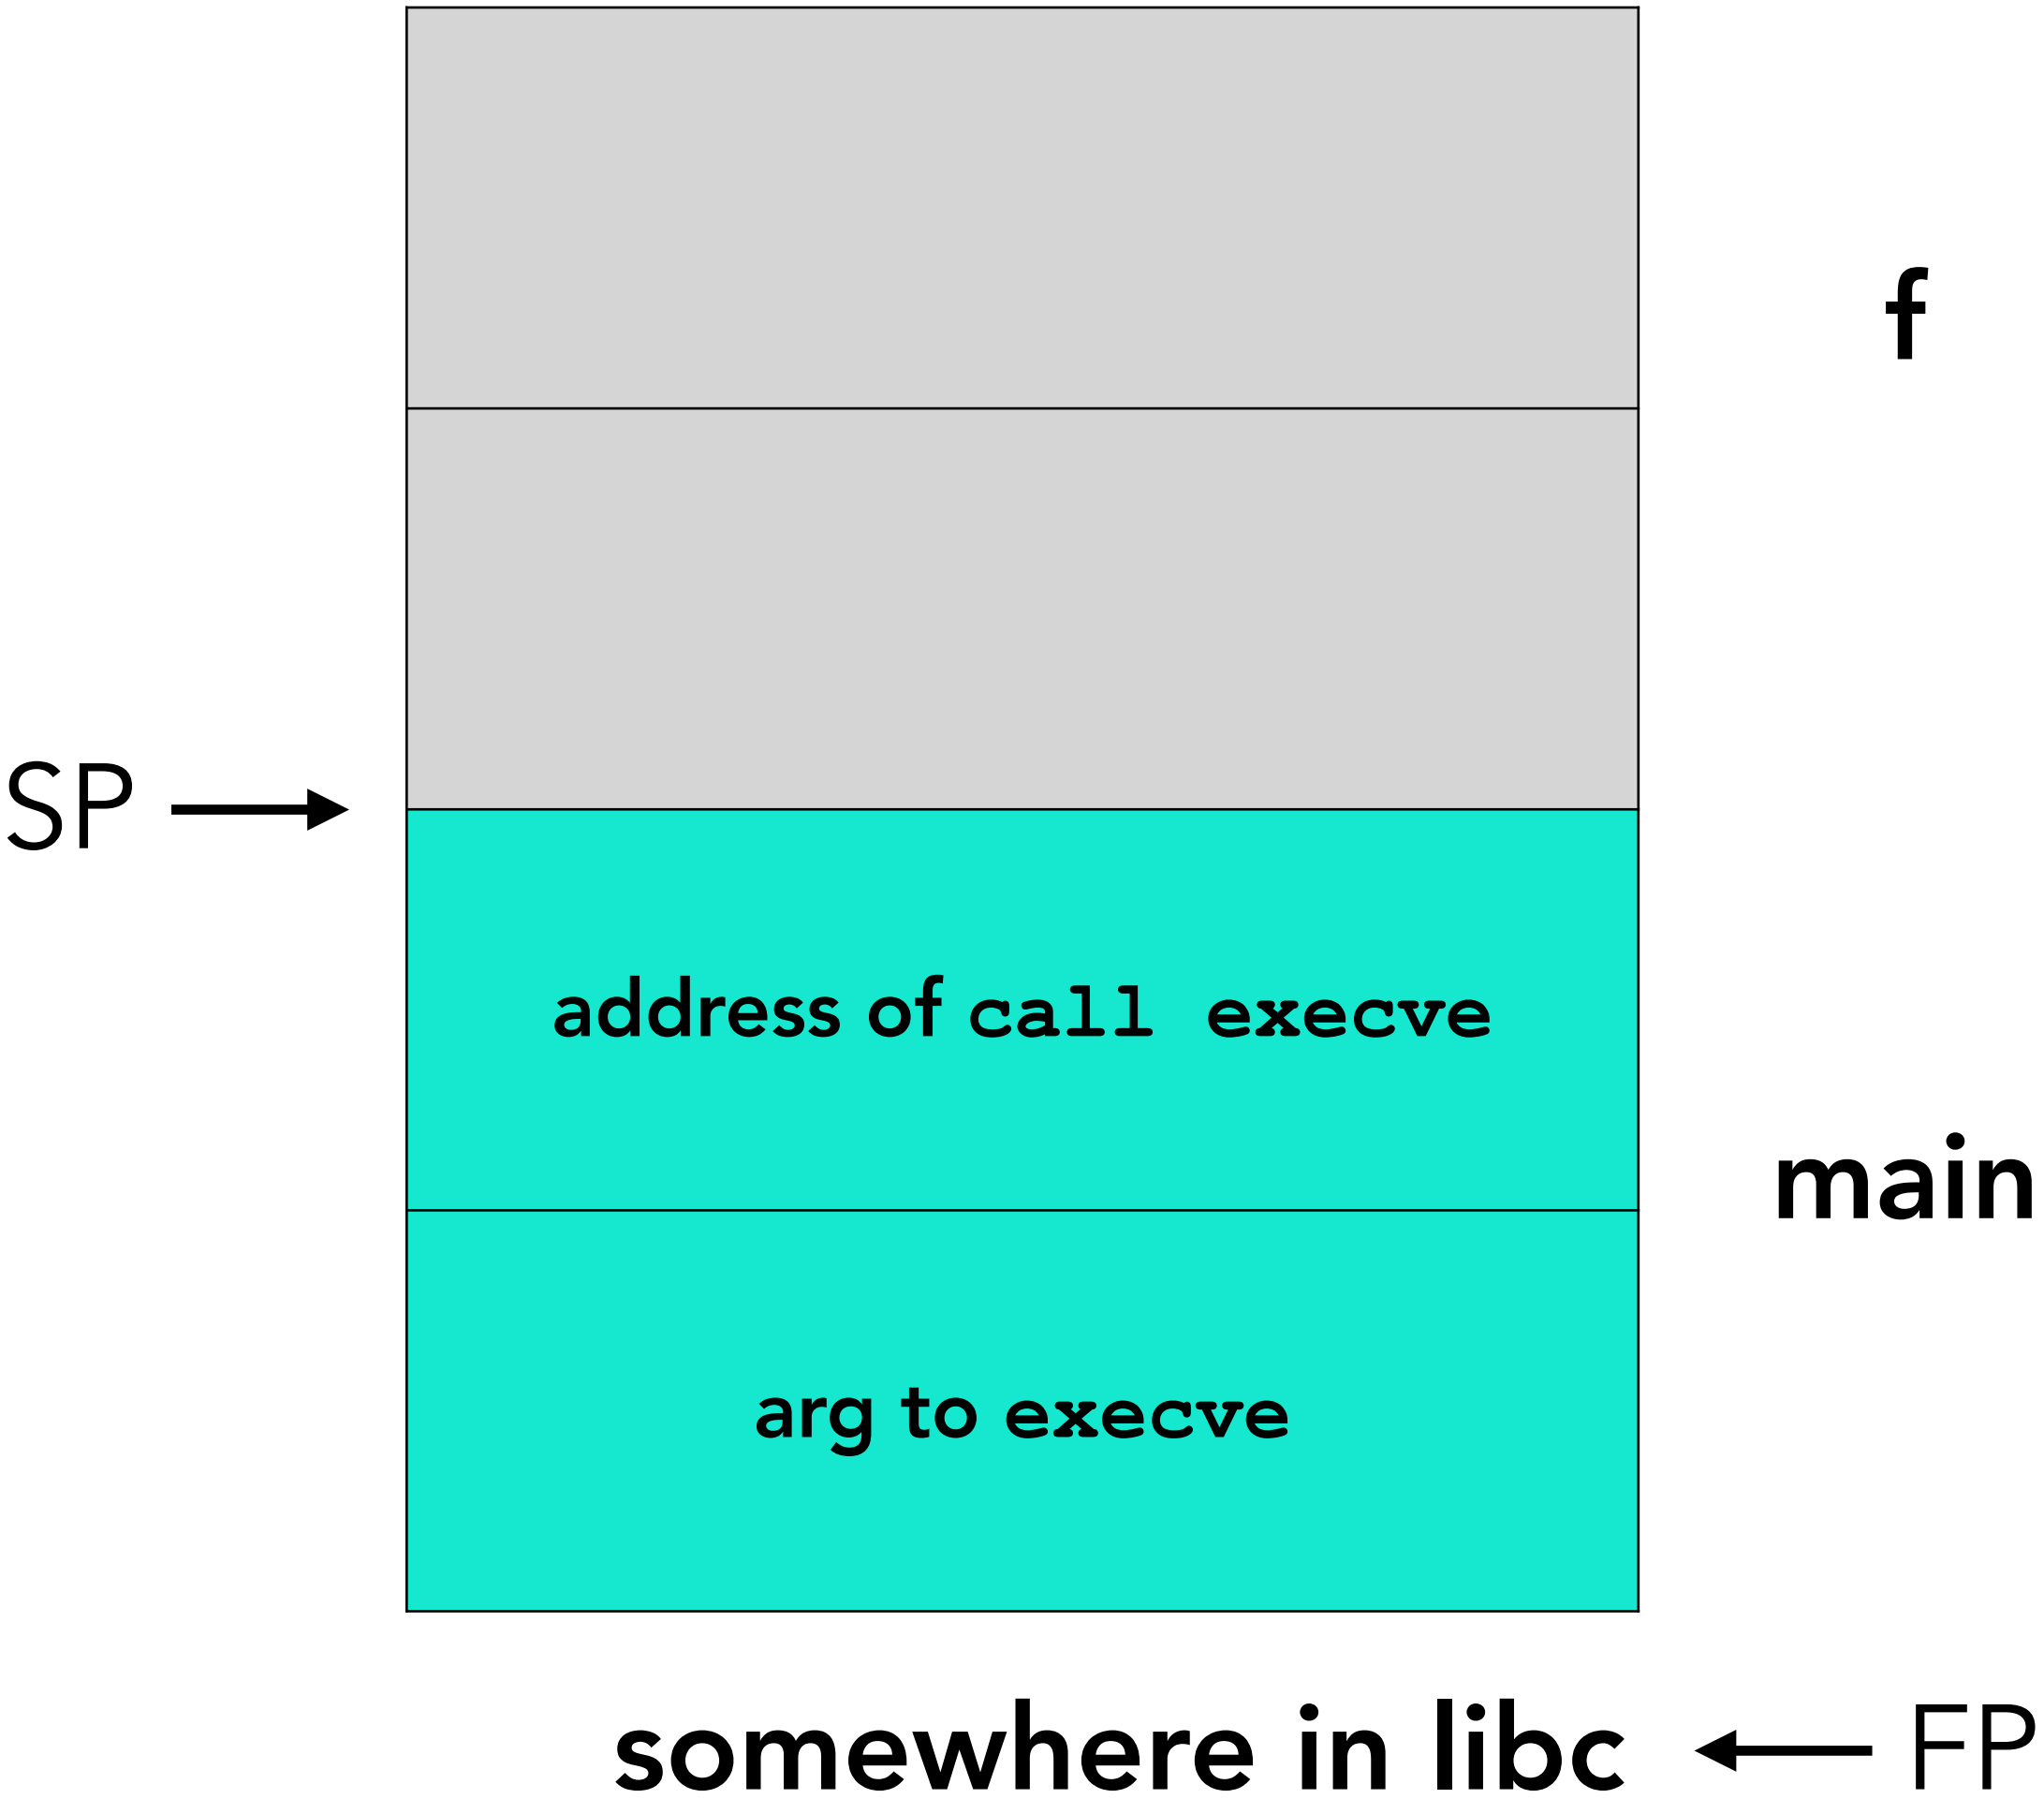 f
SP
address of call execve
main
arg to execve
somewhere in libc
FP